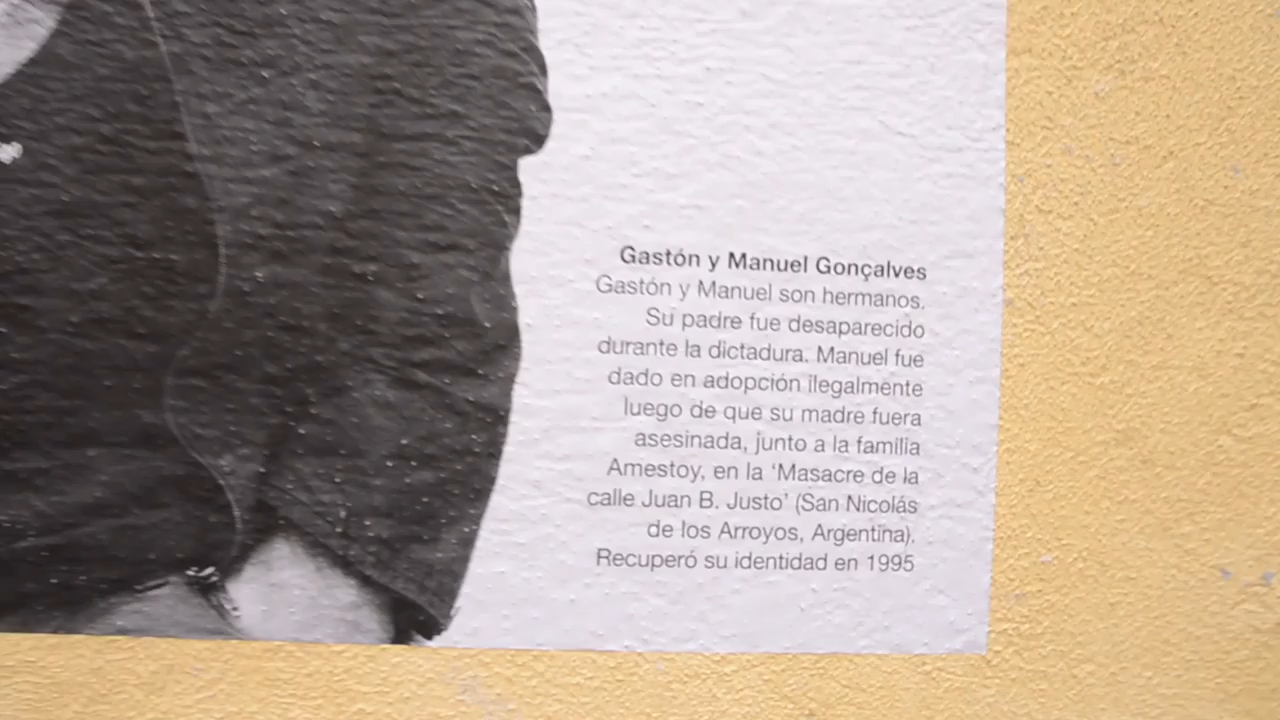 Gastón y Manuel Gonçalves
Gastón y Manuel son hermanos.
Su padre fue desaparecido
durante la dictadura. Manuel fue
dado en adopción ilegalmente
luego de que su madre fuera
asesinada, junto a la familia
Amestoy, en la ‘Masacre de la
calle Juan B. Justo’ (San Nicolás
de los Arroyos, Argentina).
Recuperó su identidad en 1995